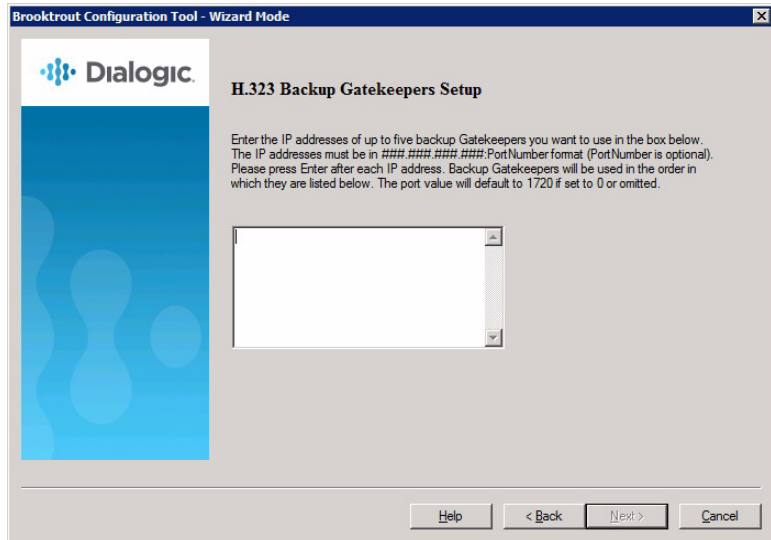 Brooktrout Configuration Tool - Wizard Mode
Dialogic.
H.323 Backup Gatekeepers Setup
Enter the IP addresses of up to five backup Gatekeepers you want to use in the box below.
The IP addresses must be in ###.###.###.###:PortNumber format (PortNumber is optional).
Please press Enter after each IP address. Backup Gatekeepers will be used in the order in
which they are listed below. The port value will default to 1720 if set to 0 or omitted.
Help
< Back
Next >
Cancel